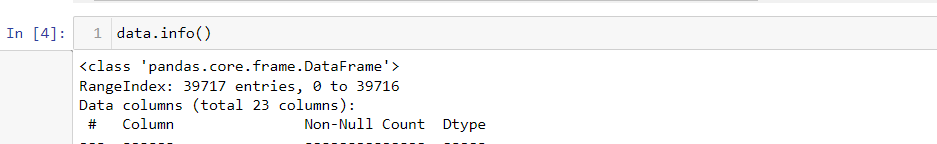 In [4]: 1 data.info()
<class 'pandas.core.frame.DataFrame'>
RangeIndex: 39717 entries, 0 to 39716
Data columns (total 23 columns):
 #   Column                Non-Null Count  Dtype
---  ------                --------------  -----